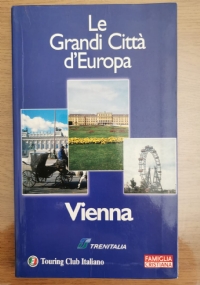 Le
Grandi Città
d'Europa
Vienna
TRENITALIA
Touring Club Italiano
FAMIGLIA
CRISTIANA